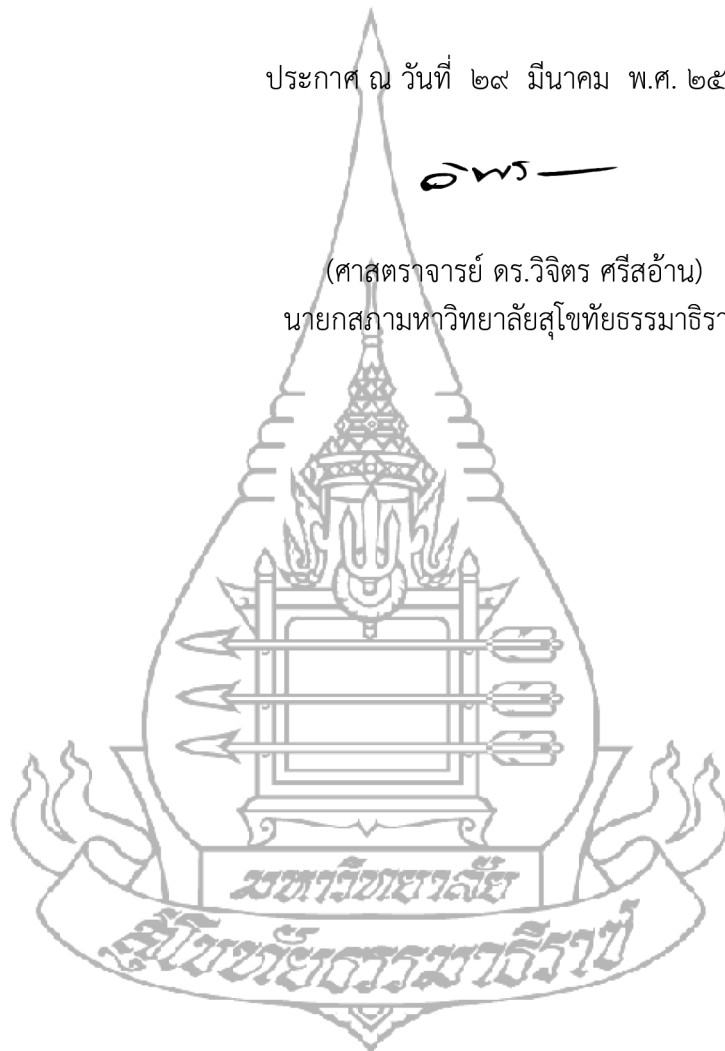 ประกาศ ณ วันที่ ๒๙ มีนาคม พ.ศ. ๒๕
(ศาสตราจารย์ ดร.วิจิตร ศรีสอ้าน)
นายกสภามหาวิทยาลัยสุโขทัยธรรมาธิรา
มหาวิทยาลัย
สุโขทัยธรรมาธิราช